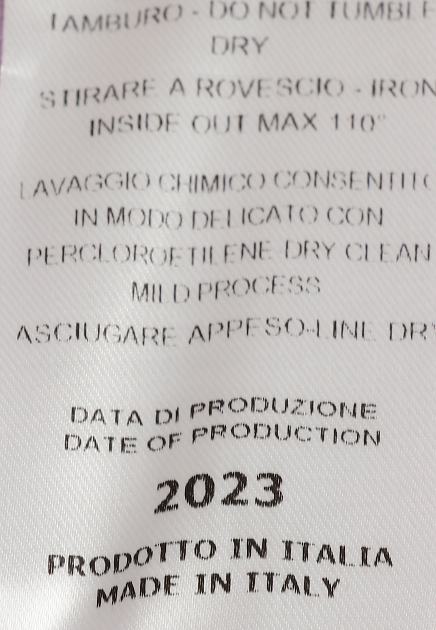 TAMBURO - DO NOT TUMBLE
DRY
STIRARE A ROVESCIO - IRON
INSIDE OUT MAX 110°
LAVAGGIO CHIMICO CONSENTITO
IN MODO DELICATO CON
PERCLOROETILENE DRY CLEAN
MILD PROCESS
ASCIUGARE APPESO-LINE DRY
DATA DI PRODUZIONE
DATE OF PRODUCTION
2023
PRODOTTO IN ITALIA
MADE IN ITALY